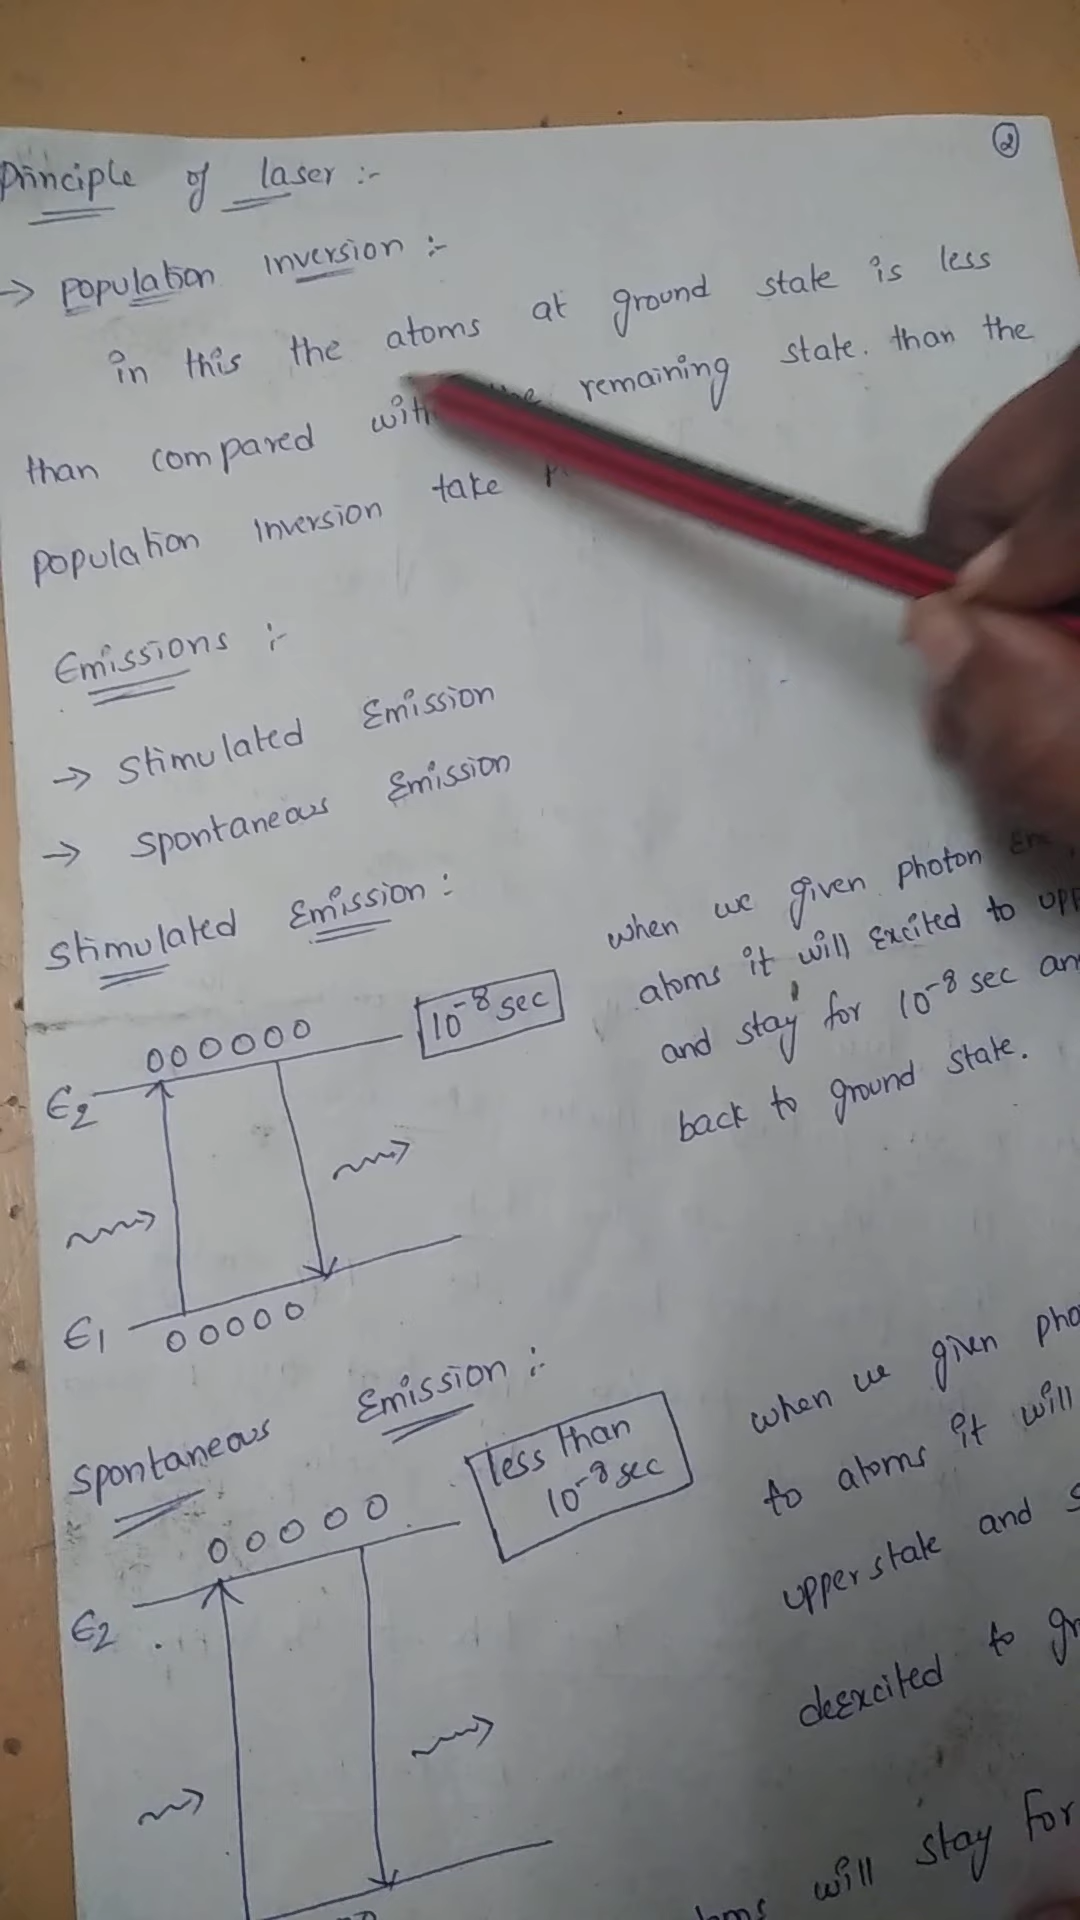 ②
Principle of laser :-
→ Population Inversion :-
in this the atoms at ground state is less
than compared with remaining state. than the
population inversion take
Emissions :-
→ Stimulated Emission
→ Spontaneous Emission
Stimulated Emission :
10⁻⁸ sec
when we given photon
atoms it will Excited to
and stay for 10⁻⁸ sec
back to ground state.
000000
E2
E1
00000
Spontaneous Emission :-
less than
10⁻⁸ sec
when we given
to atoms it will
upper state and
deexcited to
00000
E2
will stay for